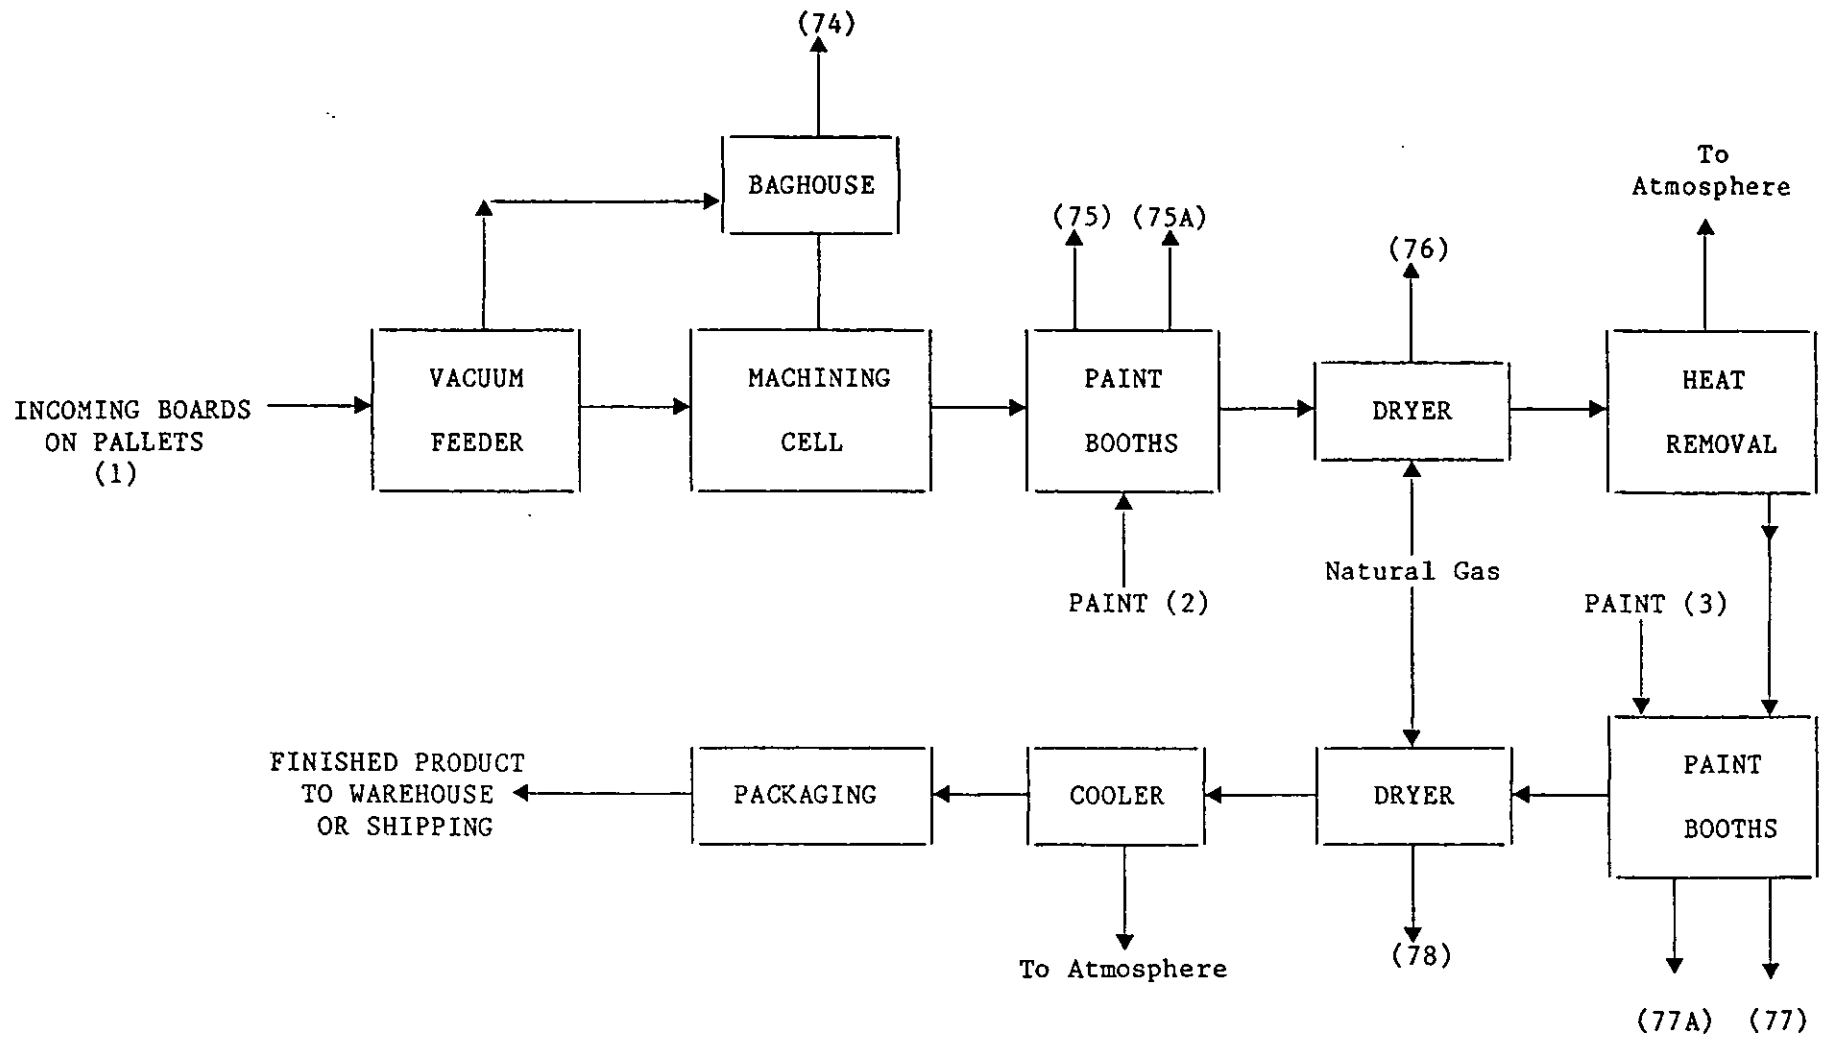 (74)
BAGHOUSE
To
Atmosphere
(75) (75A)
(76)
VACUUM
FEEDER
MACHINING
CELL
PAINT
BOOTHS
DRYER
HEAT
REMOVAL
INCOMING BOARDS
ON PALLETS
(1)
Natural Gas
PAINT (2)
PAINT (3)
FINISHED PRODUCT
TO WAREHOUSE
OR SHIPPING
PACKAGING
COOLER
DRYER
PAINT
BOOTHS
To Atmosphere
(78)
(77A) (77)